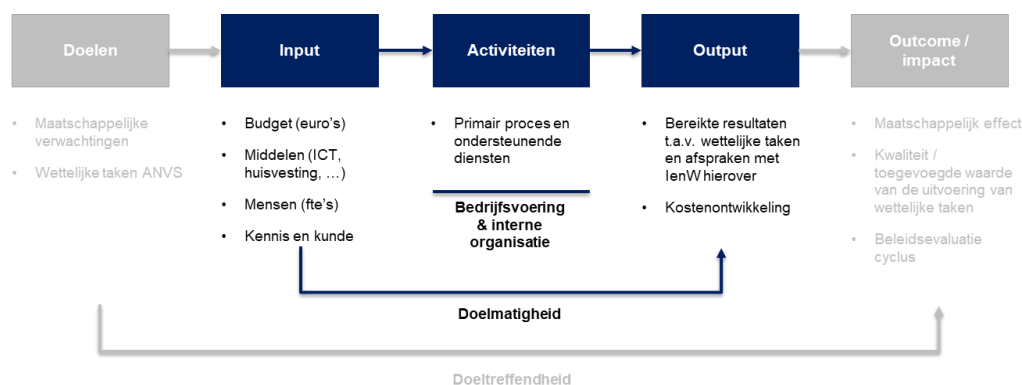 Doelen
Input
Activiteiten
Output
Outcome /
impact
• Maatschappelijke
verwachtingen
• Wettelijke taken ANVS
• Budget (euro’s)
• Middelen (ICT,
huisvesting, …)
• Mensen (fte’s)
• Kennis en kunde
• Primair proces en
ondersteunende
diensten
Bedrijfsvoering
& interne
organisatie
• Bereikte resultaten
t.a.v. wettelijke taken
en afspraken met
IenW hierover
• Kostenontwikkeling
• Maatschappelijk effect
• Kwaliteit /
toegevoegde waarde
van de uitvoering van
wettelijke taken
• Beleidsevaluatie
cyclus
Doelmatigheid
Doeltreffendheid